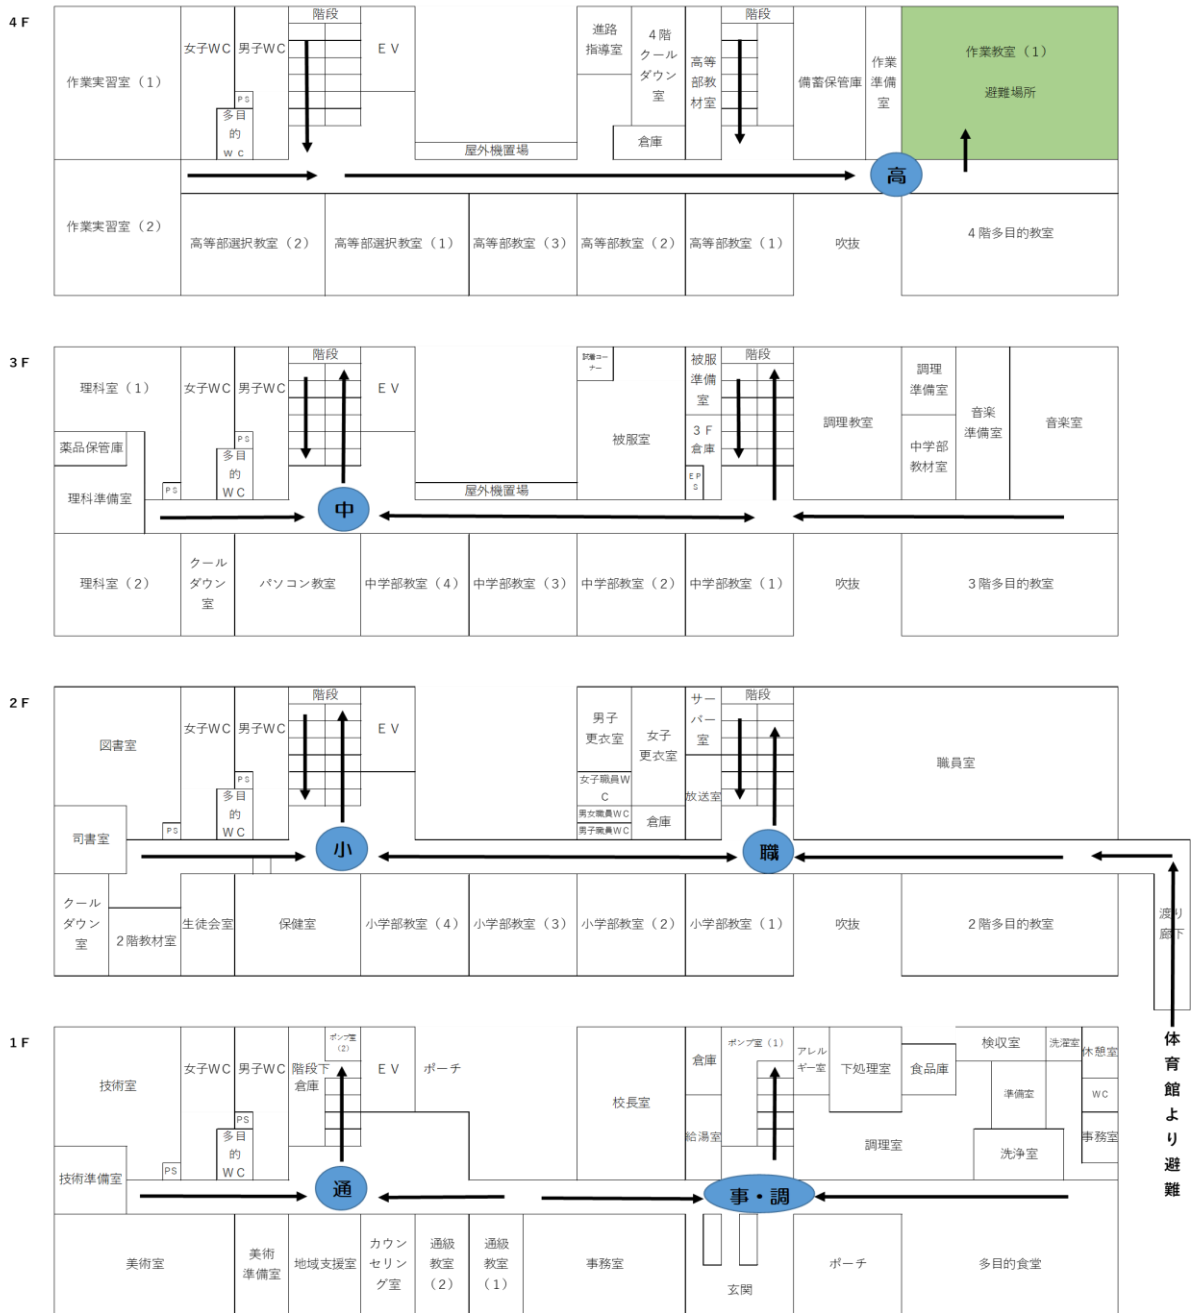 4F
階段
作業実習室（1）
女子WC
男子WC
PS
多目
的
WC
EV
屋外機置場
進路
指導室
4階
クール
ダウン
室
倉庫
高等
部教
材室
階段
備蓄保管庫
作業
準備
室
作業教室（1）
避難場所
高
作業実習室（2）
高等部選択教室（2）
高等部選択教室（1）
高等部教室（3）
高等部教室（2）
高等部教室（1）
吹抜
4階多目的教室
3F
階段
理科室（1）
薬品保管庫
理科準備室
PS
女子WC
男子WC
PS
多目
的
WC
EV
屋外機置場
試着コー
ナー
被服室
被服
準備
室
3F
倉庫
EP
S
階段
調理教室
調理
準備室
中学部
教材室
音楽
準備室
音楽室
中
理科室（2）
クール
ダウン
室
パソコン教室
中学部教室（4）
中学部教室（3）
中学部教室（2）
中学部教室（1）
吹抜
3階多目的教室
2F
階段
図書室
司書室
PS
女子WC
男子WC
PS
多目
的
WC
EV
男子
更衣室
女子
更衣室
女子職員W
C
男女職員WC
男子職員WC
倉庫
サー
バー
室
放送室
階段
職員室
小
職
クール
ダウン
室
2階教材室
生徒会室
保健室
小学部教室（4）
小学部教室（3）
小学部教室（2）
小学部教室（1）
吹抜
2階多目的教室
渡り
廊下
体育館より避難
1F
技術室
技術準備室
PS
女子WC
男子WC
PS
多目
的
WC
階段下
倉庫
ポンプ室
（2）
EV
ポーチ
校長室
倉庫
給湯室
ポンプ室（1）
アレル
ギー室
下処理室
食品庫
調理室
検収室
準備室
洗浄室
洗濯室
休憩室
WC
事務室
通
事・調
美術室
美術
準備室
地域支援室
カウン
セリン
グ室
通級
教室
（2）
通級
教室
（1）
事務室
玄関
ポーチ
多目的食堂